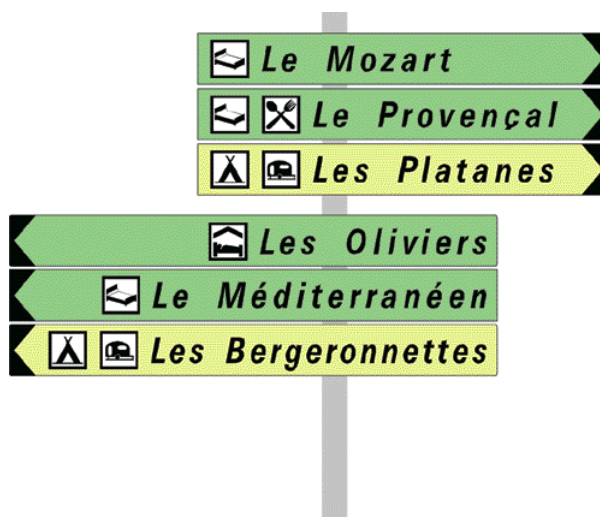 Le Mozart
Le Provençal
Les Platanes
Les Oliviers
Le Méditerranéen
Les Bergeronnettes